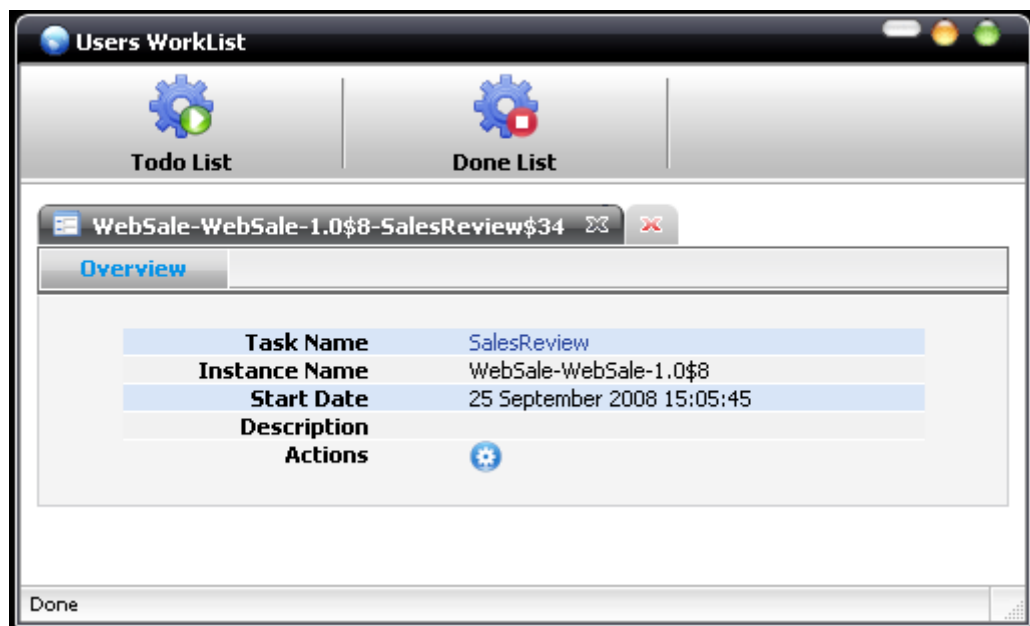 Users WorkList
Todo List Done List
WebSale-WebSale-1.0$8-SalesReview$34
Overview
Task Name SalesReview
Instance Name WebSale-WebSale-1.0$8
Start Date 25 September 2008 15:05:45
Description
Actions
Done